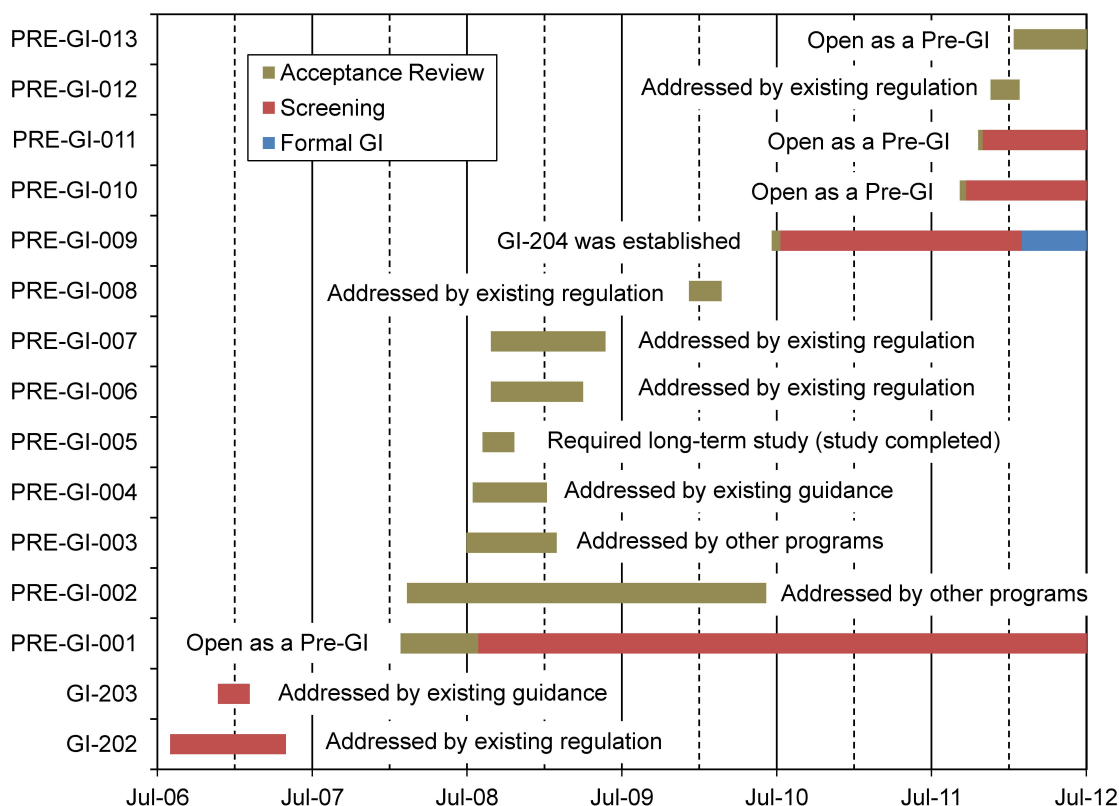 PRE-GI-013
Open as a Pre-GI
Acceptance Review
Screening
Formal GI
PRE-GI-012
Addressed by existing regulation
PRE-GI-011
Open as a Pre-GI
PRE-GI-010
Open as a Pre-GI
PRE-GI-009
GI-204 was established
PRE-GI-008
Addressed by existing regulation
PRE-GI-007
Addressed by existing regulation
PRE-GI-006
Addressed by existing regulation
PRE-GI-005
Required long-term study (study completed)
PRE-GI-004
Addressed by existing guidance
PRE-GI-003
Addressed by other programs
PRE-GI-002
Addressed by other programs
PRE-GI-001
Open as a Pre-GI
GI-203
Addressed by existing guidance
GI-202
Addressed by existing regulation
Jul-06 Jul-07 Jul-08 Jul-09 Jul-10 Jul-11 Jul-12